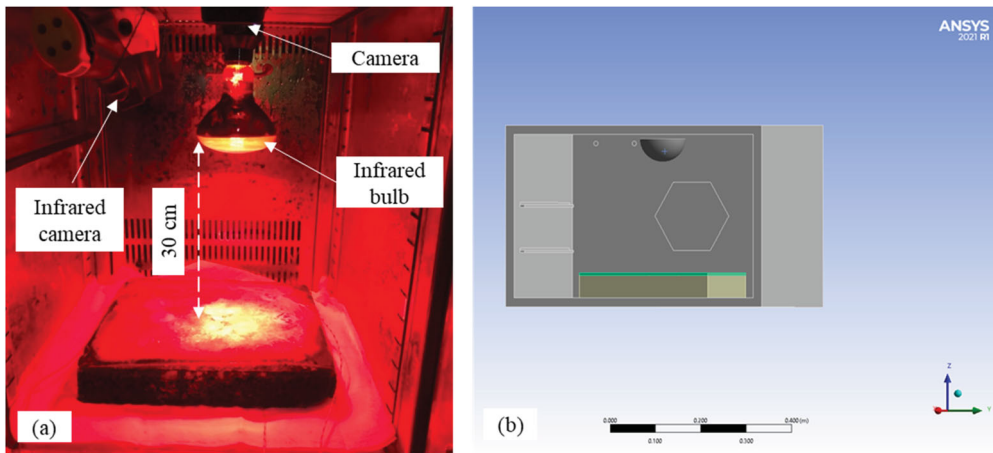 Camera
Infrared
bulb
Infrared
camera
30 cm
(a)
ANSYS
2021 R1
Z
Y
0.000
0.200
0.400 (m)
0.100
0.300
(b)